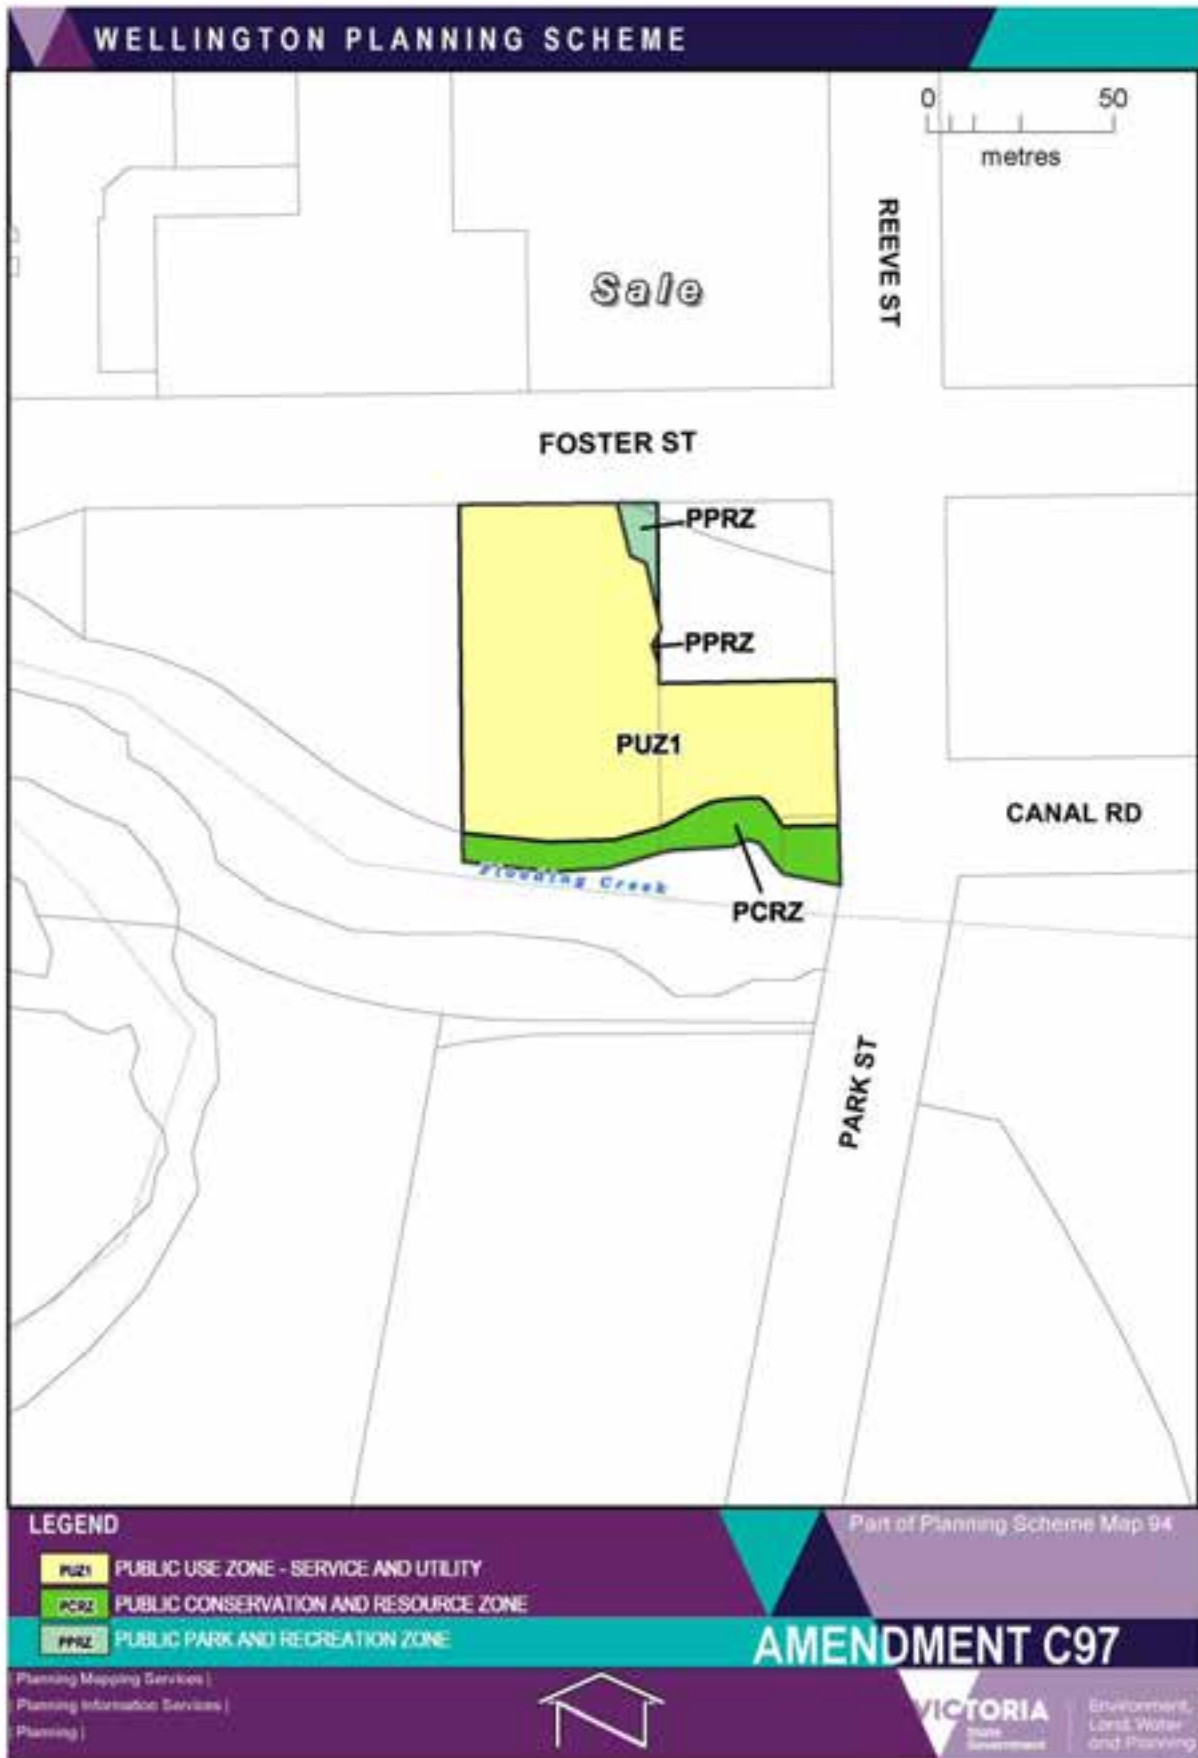 WELLINGTON PLANNING SCHEME
0 50
metres
REEVE ST
Sale
FOSTER ST
PPRZ
PPRZ
PUZ1
CANAL RD
Flooding Creek
PCRZ
PARK ST
LEGEND
PUZ1 PUBLIC USE ZONE - SERVICE AND UTILITY
PCRZ PUBLIC CONSERVATION AND RESOURCE ZONE
PPRZ PUBLIC PARK AND RECREATION ZONE
Part of Planning Scheme Map 94
AMENDMENT C97
| Planning Mapping Services |
| Planning Information Services |
| Planning |
VICTORIA
State
Government
Environment,
Land, Water
and Planning